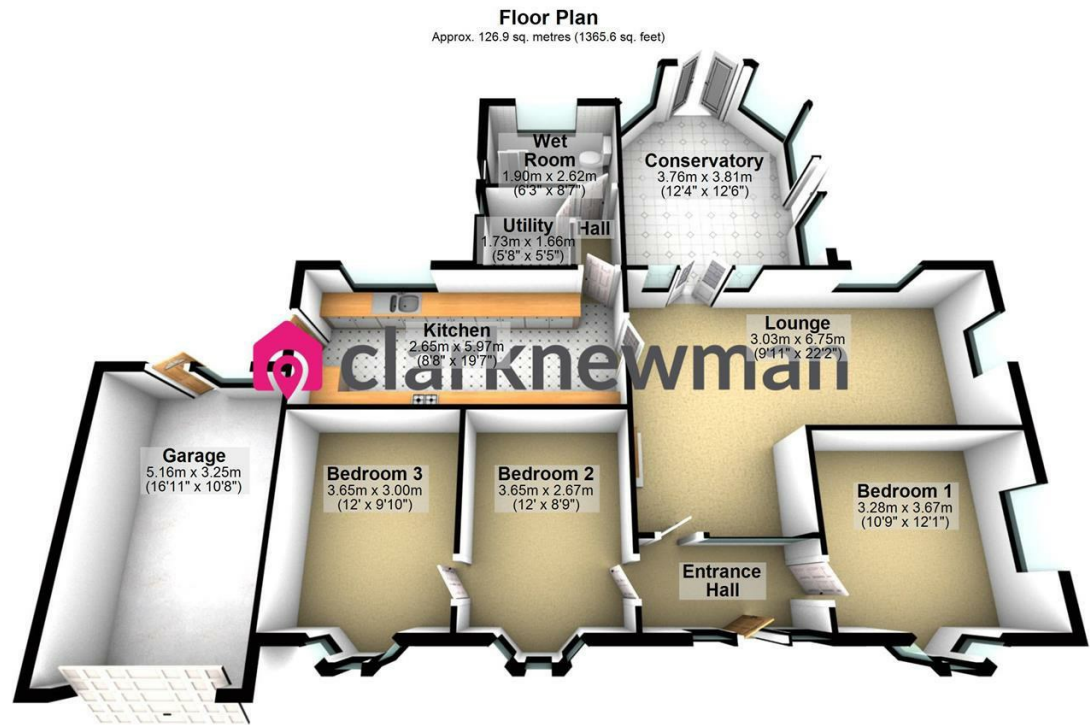 Floor Plan
Approx. 126.9 sq. metres (1365.6 sq. feet)
Wet
Room
1.90m x 2.62m
(6'3" x 8'7")
Conservatory
3.76m x 3.81m
(12'4" x 12'6")
Utility
1.73m x 1.66m
(5'8" x 5'5")
Hall
Kitchen
2.65m x 5.97m
(8'8" x 19'7")
Lounge
3.03m x 6.75m
(9'11" x 22'2")
clarknewman
Garage
5.16m x 3.25m
(16'11" x 10'8")
Bedroom 3
3.65m x 3.00m
(12' x 9'10")
Bedroom 2
3.65m x 2.67m
(12' x 8'9")
Bedroom 1
3.28m x 3.67m
(10'9" x 12'1")
Entrance
Hall